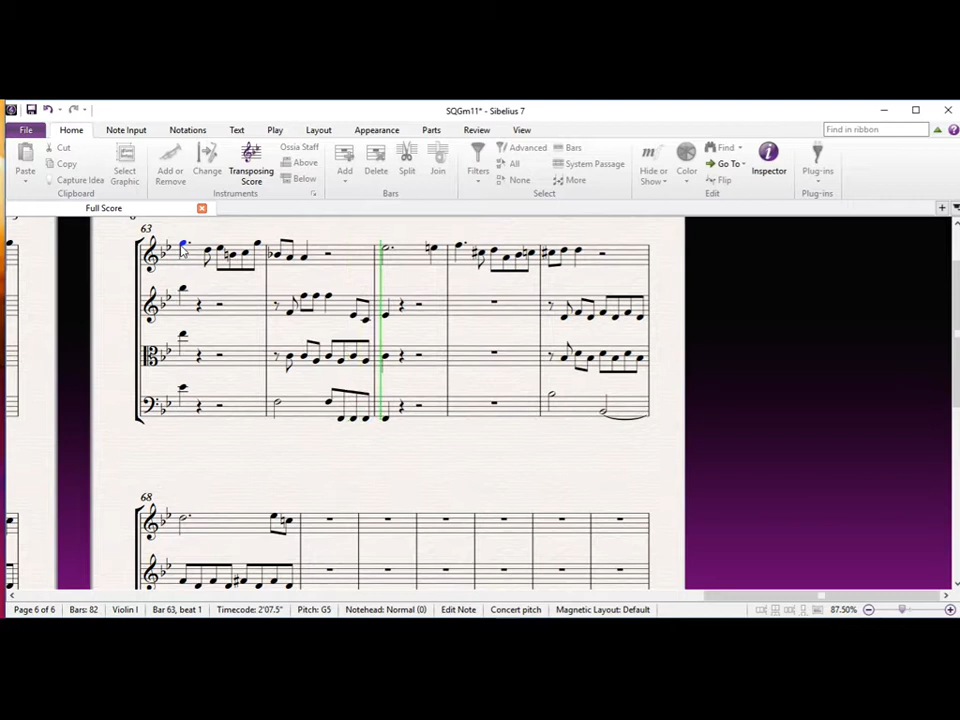 SQGm11* - Sibelius 7
File Home Note Input Notations Text Play Layout Appearance Parts Review View Find in ribbon
Paste Cut Copy Capture Idea Select Graphic Add or Remove Change Transposing Score Ossia Staff Above Below Add Delete Split Join Filters Advanced All None Bars System Passage More Hide or Show Color Find Go To Flip Inspector Plug-ins
Clipboard Instruments Bars Select Edit Plug-ins
Full Score
63
68
Page 6 of 6 Bars: 82 Violin I Bar 63, beat 1 Timecode: 2'07.5" Pitch: G5 Notehead: Normal (0) Edit Note Concert pitch Magnetic Layout: Default 87.50%